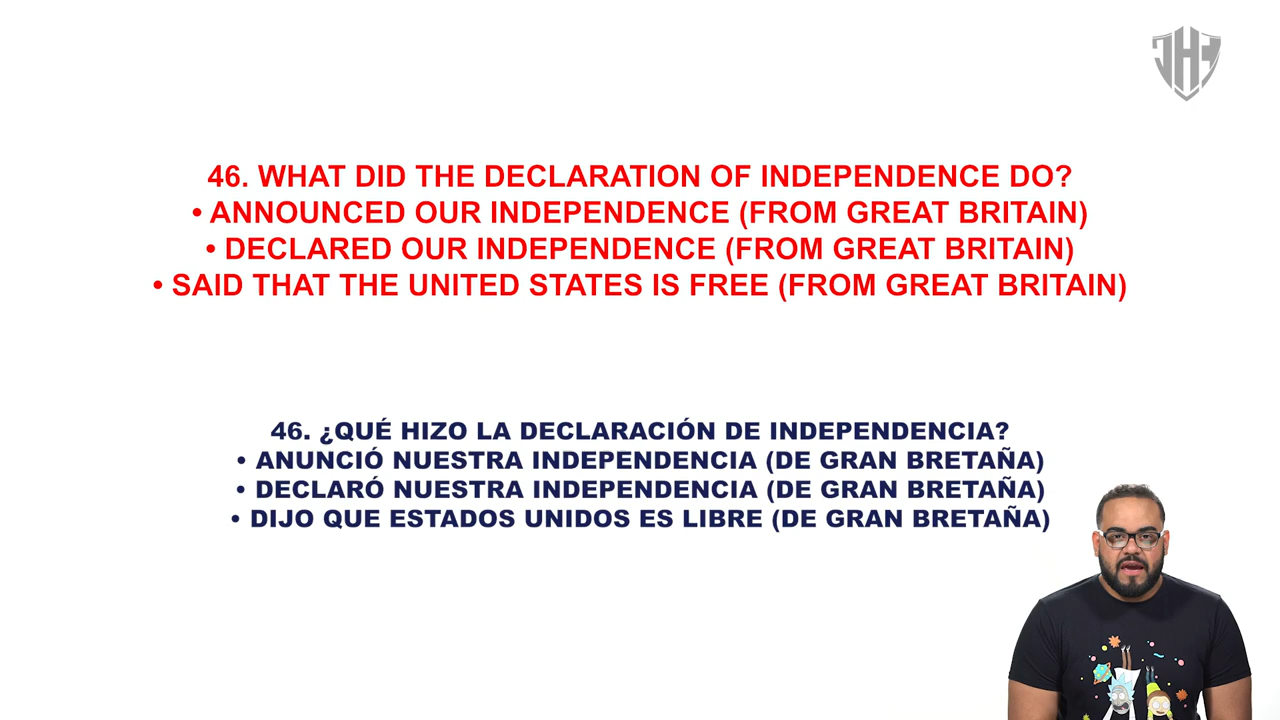 JHF
46. WHAT DID THE DECLARATION OF INDEPENDENCE DO?
• ANNOUNCED OUR INDEPENDENCE (FROM GREAT BRITAIN)
• DECLARED OUR INDEPENDENCE (FROM GREAT BRITAIN)
• SAID THAT THE UNITED STATES IS FREE (FROM GREAT BRITAIN)
46. ¿QUÉ HIZO LA DECLARACIÓN DE INDEPENDENCIA?
• ANUNCIÓ NUESTRA INDEPENDENCIA (DE GRAN BRETAÑA)
• DECLARÓ NUESTRA INDEPENDENCIA (DE GRAN BRETAÑA)
• DIJO QUE ESTADOS UNIDOS ES LIBRE (DE GRAN BRETAÑA)